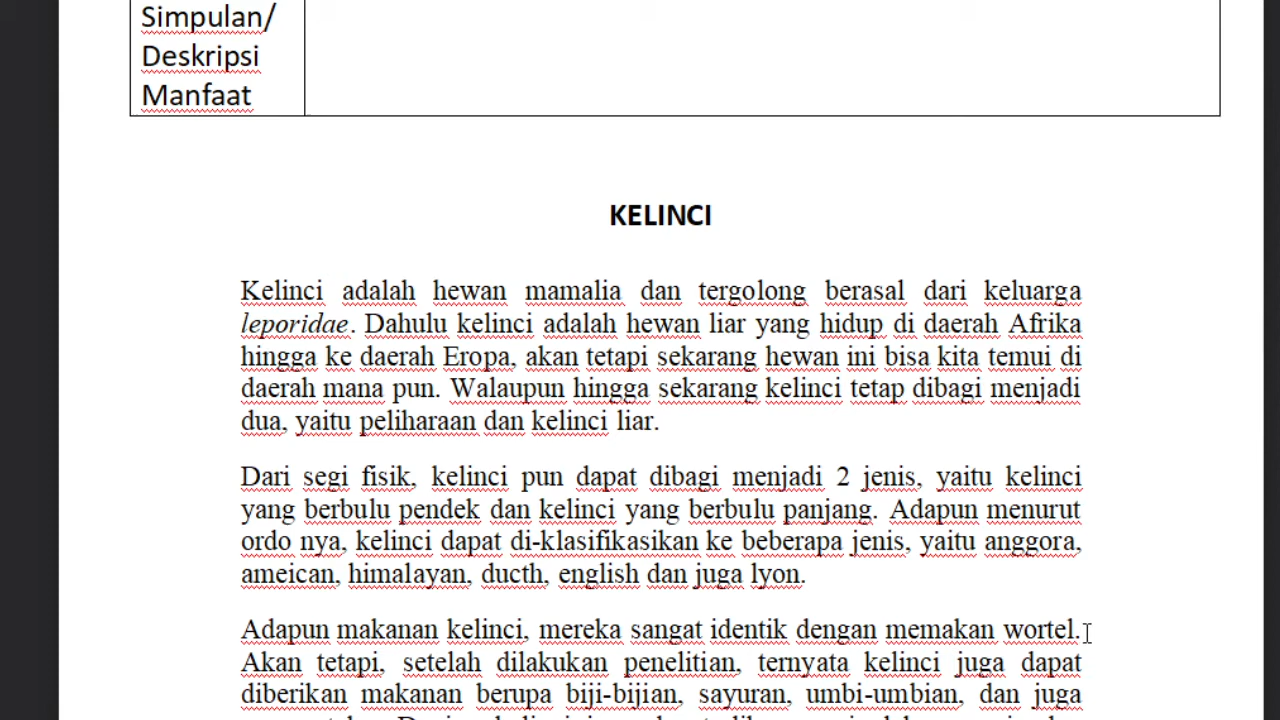 Simpulan/
Deskripsi
Manfaat
KELINCI
Kelinci adalah hewan mamalia dan tergolong berasal dari keluarga
leporidae. Dahulu kelinci adalah hewan liar yang hidup di daerah Afrika
hingga ke daerah Eropa, akan tetapi sekarang hewan ini bisa kita temui di
daerah mana pun. Walaupun hingga sekarang kelinci tetap dibagi menjadi
dua, yaitu peliharaan dan kelinci liar.
Dari segi fisik, kelinci pun dapat dibagi menjadi 2 jenis, yaitu kelinci
yang berbulu pendek dan kelinci yang berbulu panjang. Adapun menurut
ordo nya, kelinci dapat di-klasifikasikan ke beberapa jenis, yaitu anggora,
ameican, himalayan, ducth, english dan juga lyon.
Adapun makanan kelinci, mereka sangat identik dengan memakan wortel.
Akan tetapi, setelah dilakukan penelitian, ternyata kelinci juga dapat
diberikan makanan berupa biji-bijian, sayuran, umbi-umbian, dan juga